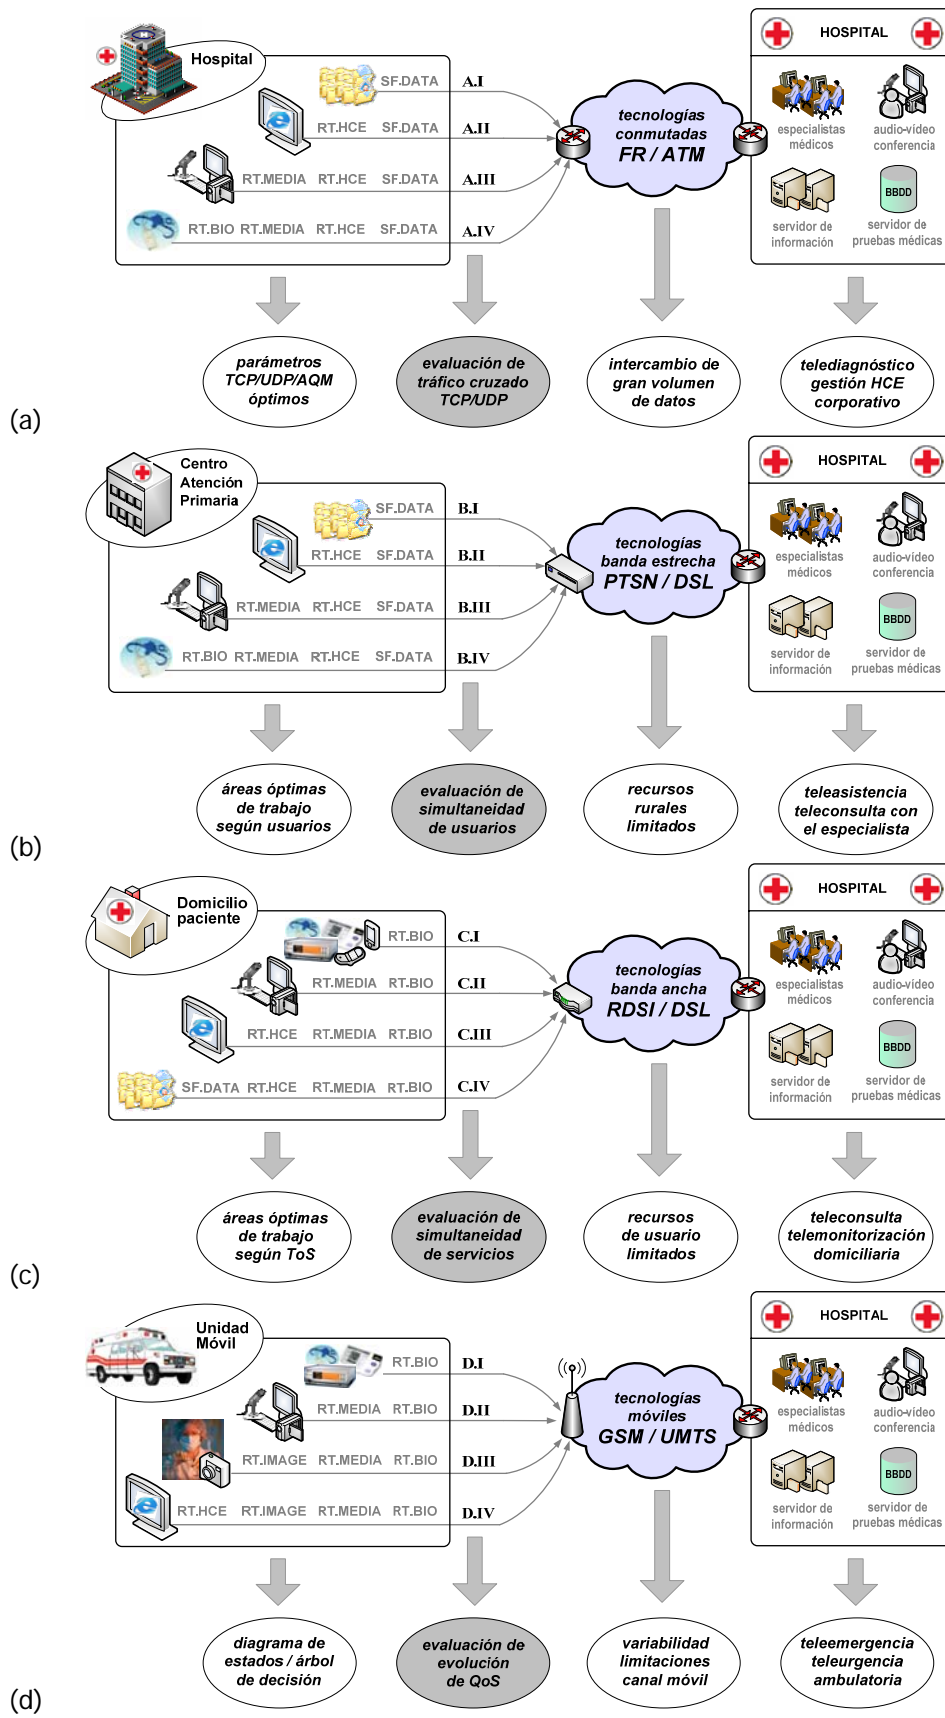 Hospital
SF.DATA A.I
RT.HCE SF.DATA A.II
RT.MEDIA RT.HCE SF.DATA A.III
RT.BIO RT.MEDIA RT.HCE SF.DATA A.IV
tecnologías
conmutadas
FR / ATM
HOSPITAL
especialistas
médicos
audio-vídeo
conferencia
BBDD
servidor de
información
servidor de
pruebas médicas
parámetros
TCP/UDP/AQM
óptimos
evaluación de
tráfico cruzado
TCP/UDP
intercambio de
gran volumen
de datos
telediagnóstico
gestión HCE
corporativo
(a)
Centro
Atención
Primaria
SF.DATA B.I
RT.HCE SF.DATA B.II
RT.MEDIA RT.HCE SF.DATA B.III
RT.BIO RT.MEDIA RT.HCE SF.DATA B.IV
tecnologías
banda estrecha
PTSN / DSL
HOSPITAL
especialistas
médicos
audio-vídeo
conferencia
BBDD
servidor de
información
servidor de
pruebas médicas
áreas óptimas
de trabajo
según usuarios
evaluación de
simultaneidad
de usuarios
recursos
rurales
limitados
teleasistencia
teleconsulta con
el especialista
(b)
Domicilio
paciente
RT.BIO C.I
RT.MEDIA RT.BIO C.II
RT.HCE RT.MEDIA RT.BIO C.III
SF.DATA RT.HCE RT.MEDIA RT.BIO C.IV
tecnologías
banda ancha
RDSI / DSL
HOSPITAL
especialistas
médicos
audio-vídeo
conferencia
BBDD
servidor de
información
servidor de
pruebas médicas
áreas óptimas
de trabajo
según ToS
evaluación de
simultaneidad
de servicios
recursos
de usuario
limitados
teleconsulta
telemonitorización
domiciliaria
(c)
Unidad
Móvil
RT.BIO D.I
RT.MEDIA RT.BIO D.II
RT.IMAGE RT.MEDIA RT.BIO D.III
RT.HCE RT.IMAGE RT.MEDIA RT.BIO D.IV
tecnologías
móviles
GSM / UMTS
HOSPITAL
especialistas
médicos
audio-vídeo
conferencia
BBDD
servidor de
información
servidor de
pruebas médicas
diagrama de
estados / árbol
de decisión
evaluación de
evolución
de QoS
variabilidad
limitaciones
canal móvil
teleemergencia
teleurgencia
ambulatoria
(d)